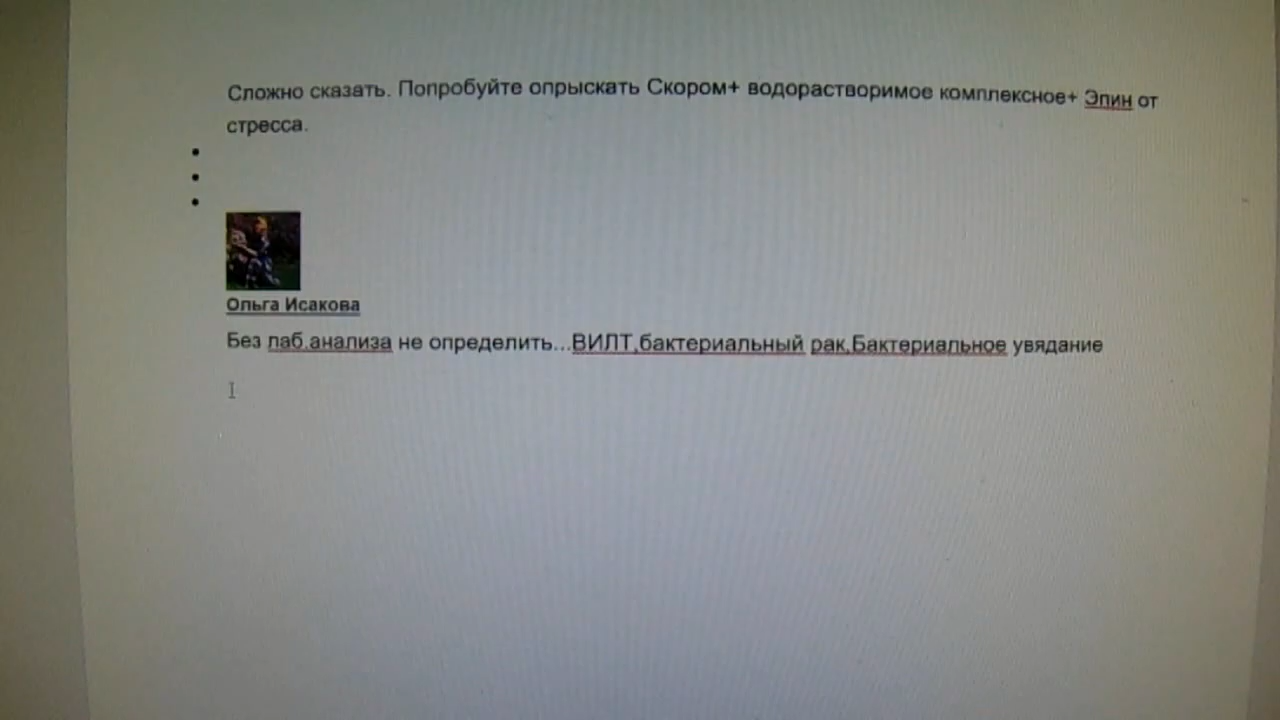 Сложно сказать. Попробуйте опрыскать Скором+ водорастворимое комплексное+ Эпин от
стресса.
Ольга Исакова
Без лаб.анализа не определить...ВИЛТ,бактериальный рак,Бактериальное увядание